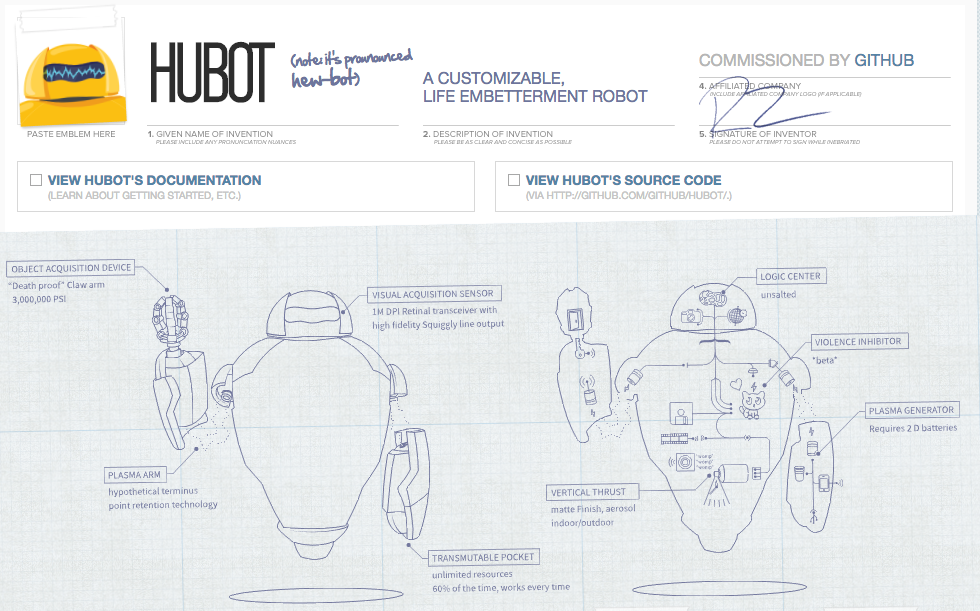 HUBOT
(note: it's pronounced
hew-bot)
A CUSTOMIZABLE,
LIFE EMBETTERMENT ROBOT
COMMISSIONED BY GITHUB
4. AFFILIATED COMPANY
(INCLUDE AFFILIATED COMPANY LOGO IF APPLICABLE)
PASTE EMBLEM HERE
1. GIVEN NAME OF INVENTION
PLEASE INCLUDE ANY PRONUNCIATION NUANCES
2. DESCRIPTION OF INVENTION
PLEASE BE AS CLEAR AND CONCISE AS POSSIBLE
5. SIGNATURE OF INVENTOR
PLEASE DO NOT ATTEMPT TO SIGN WHILE INEBRIATED
VIEW HUBOT'S DOCUMENTATION
(LEARN ABOUT GETTING STARTED, ETC.)
VIEW HUBOT'S SOURCE CODE
(VIA HTTP://GITHUB.COM/GITHUB/HUBOT/.)
OBJECT ACQUISITION DEVICE
"Death proof" Claw arm
3,000,000 PSI
VISUAL ACQUISITION SENSOR
1M DPI Retinal transceiver with
high fidelity Squiggly line output
PLASMA ARM
hypothetical terminus
point retention technology
TRANSMUTABLE POCKET
unlimited resources
60% of the time, works every time
LOGIC CENTER
unsalted
VIOLENCE INHIBITOR
"beta"
PLASMA GENERATOR
Requires 2 D batteries
VERTICAL THRUST
matte Finish, aerosol
indoor/outdoor